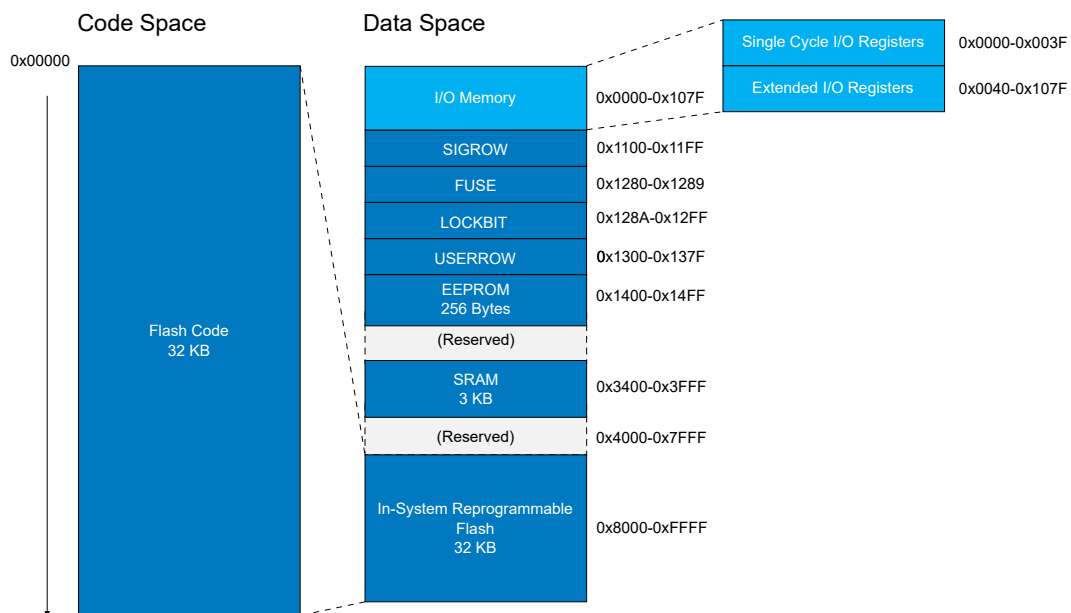 Code Space
Data Space
0x00000
Flash Code
32 KB
I/O Memory
0x0000-0x107F
Single Cycle I/O Registers
0x0000-0x003F
Extended I/O Registers
0x0040-0x107F
SIGROW
0x1100-0x11FF
FUSE
0x1280-0x1289
LOCKBIT
0x128A-0x12FF
USERROW
0x1300-0x137F
EEPROM
256 Bytes
0x1400-0x14FF
(Reserved)
SRAM
3 KB
0x3400-0x3FFF
(Reserved)
0x4000-0x7FFF
In-System Reprogrammable
Flash
32 KB
0x8000-0xFFFF